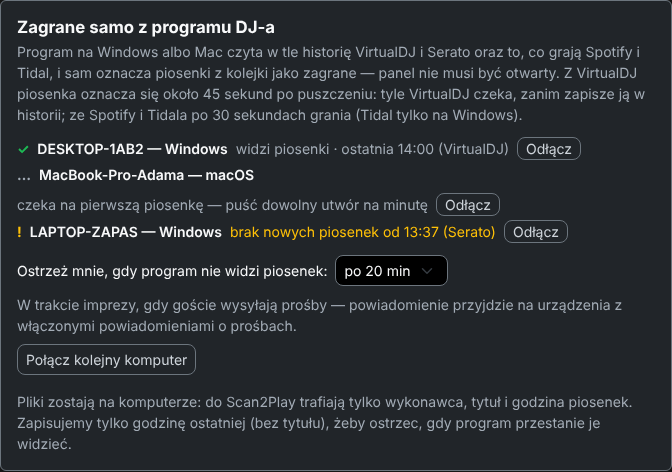 Zagrane samo z programu DJ-a
Program na Windows albo Mac czyta w tle historię VirtualDJ i Serato oraz to, co grają Spotify i
Tidal, i sam oznacza piosenki z kolejki jako zagrane — panel nie musi być otwarty. Z VirtualDJ
piosenka oznacza się około 45 sekund po puszczeniu: tyle VirtualDJ czeka, zanim zapisze ją w
historii; ze Spotify i Tidala po 30 sekundach grania (Tidal tylko na Windows).
✓ DESKTOP-1AB2 — Windows widzi piosenki · ostatnia 14:00 (VirtualDJ) Odłącz
... MacBook-Pro-Adama — macOS
czeka na pierwszą piosenkę — puść dowolny utwór na minutę Odłącz
! LAPTOP-ZAPAS — Windows brak nowych piosenek od 13:37 (Serato) Odłącz
Ostrzeż mnie, gdy program nie widzi piosenek: po 20 min
W trakcie imprezy, gdy goście wysyłają prośby — powiadomienie przyjdzie na urządzenia z
włączonymi powiadomieniami o prośbach.
Połącz kolejny komputer
Pliki zostają na komputerze: do Scan2Play trafiają tylko wykonawca, tytuł i godzina piosenek.
Zapisujemy tylko godzinę ostatniej (bez tytułu), żeby ostrzec, gdy program przestanie je
widzieć.